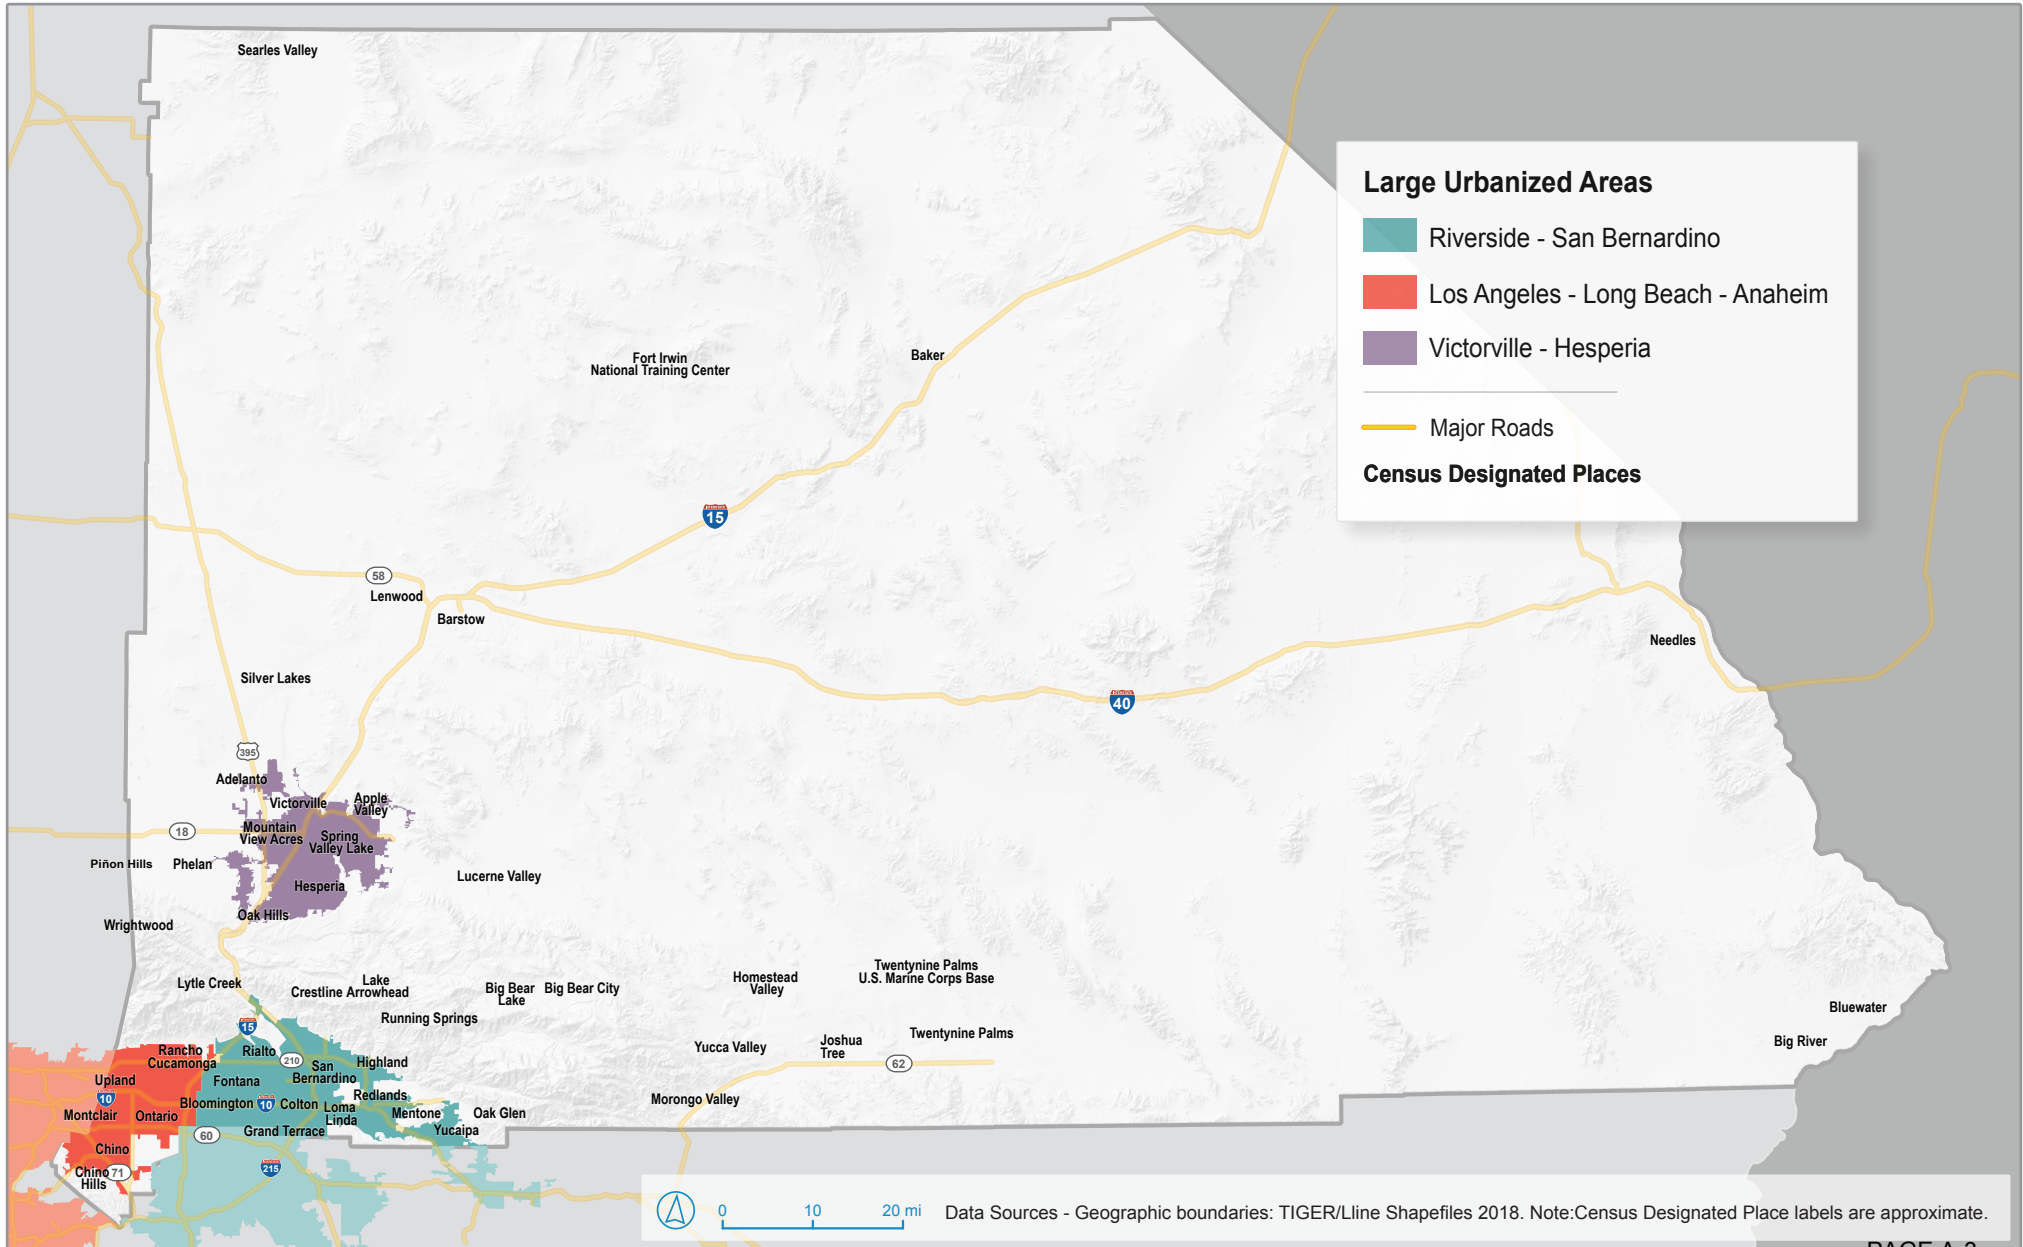 Searles Valley
Large Urbanized Areas
Riverside - San Bernardino
Los Angeles - Long Beach - Anaheim
Victorville - Hesperia
Major Roads
Census Designated Places
Fort Irwin
National Training Center
Baker
15
58
Lenwood
Barstow
Needles
Silver Lakes
40
395
Adelanto
Victorville
Apple
Valley
18
Mountain
View Acres
Spring
Valley Lake
Piñon Hills
Phelan
Hesperia
Lucerne Valley
Oak Hills
Wrightwood
Lytle Creek
Lake
Crestline Arrowhead
Big Bear
Lake
Big Bear City
Homestead
Valley
Twentynine Palms
U.S. Marine Corps Base
Running Springs
Bluewater
Big River
15
Rancho
Cucamonga
Rialto
210
San
Bernardino
Highland
Yucca Valley
Joshua
Tree
Twentynine Palms
62
Upland
Fontana
10
Bloomington
10
Colton
Loma
Linda
Redlands
Morongo Valley
Montclair
Ontario
Mentone
Oak Glen
60
Grand Terrace
Yucaipa
Chino
Chino
Hills
71
215
0 10 20 mi
Data Sources - Geographic boundaries: TIGER/Lline Shapefiles 2018. Note:Census Designated Place labels are approximate.